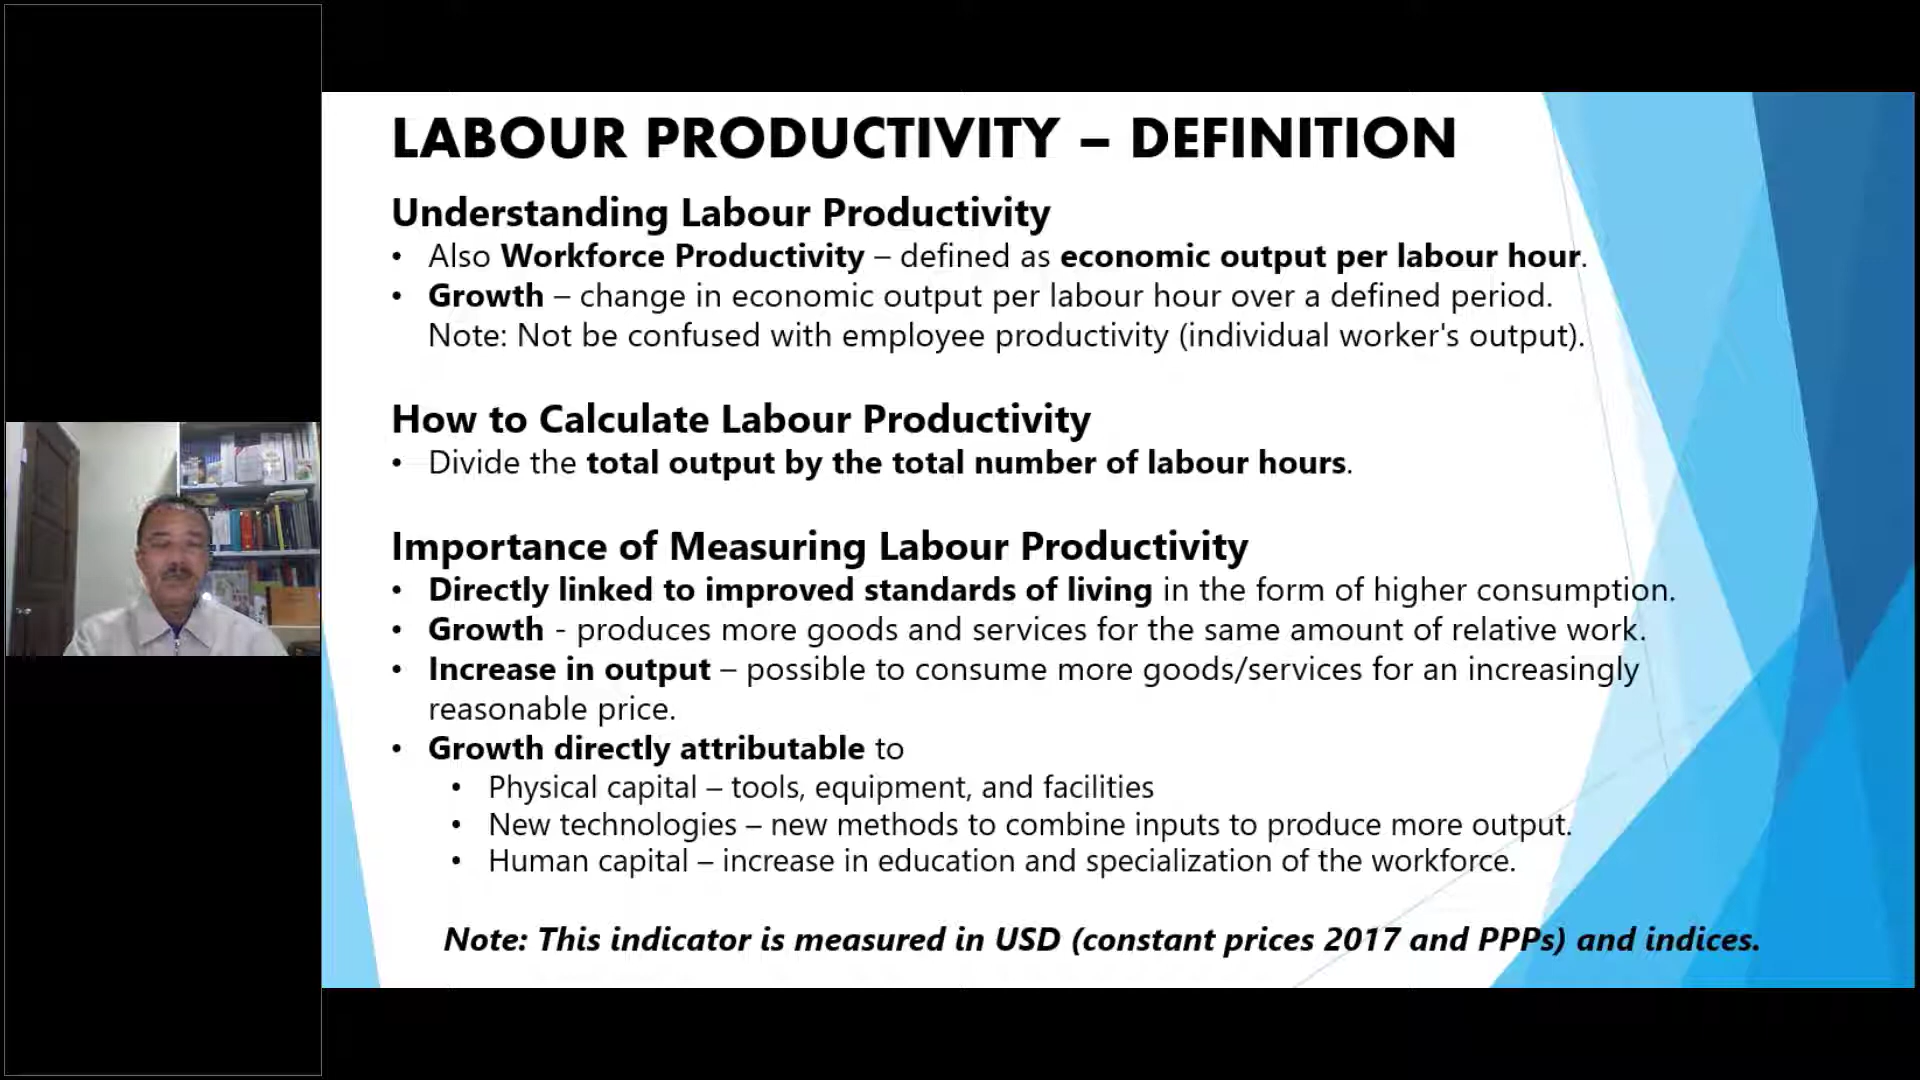 LABOUR PRODUCTIVITY – DEFINITION
Understanding Labour Productivity
• Also Workforce Productivity – defined as economic output per labour hour.
• Growth – change in economic output per labour hour over a defined period.
Note: Not be confused with employee productivity (individual worker's output).
How to Calculate Labour Productivity
• Divide the total output by the total number of labour hours.
Importance of Measuring Labour Productivity
• Directly linked to improved standards of living in the form of higher consumption.
• Growth - produces more goods and services for the same amount of relative work.
• Increase in output – possible to consume more goods/services for an increasingly
reasonable price.
• Growth directly attributable to
• Physical capital – tools, equipment, and facilities
• New technologies – new methods to combine inputs to produce more output.
• Human capital – increase in education and specialization of the workforce.
Note: This indicator is measured in USD (constant prices 2017 and PPPs) and indices.